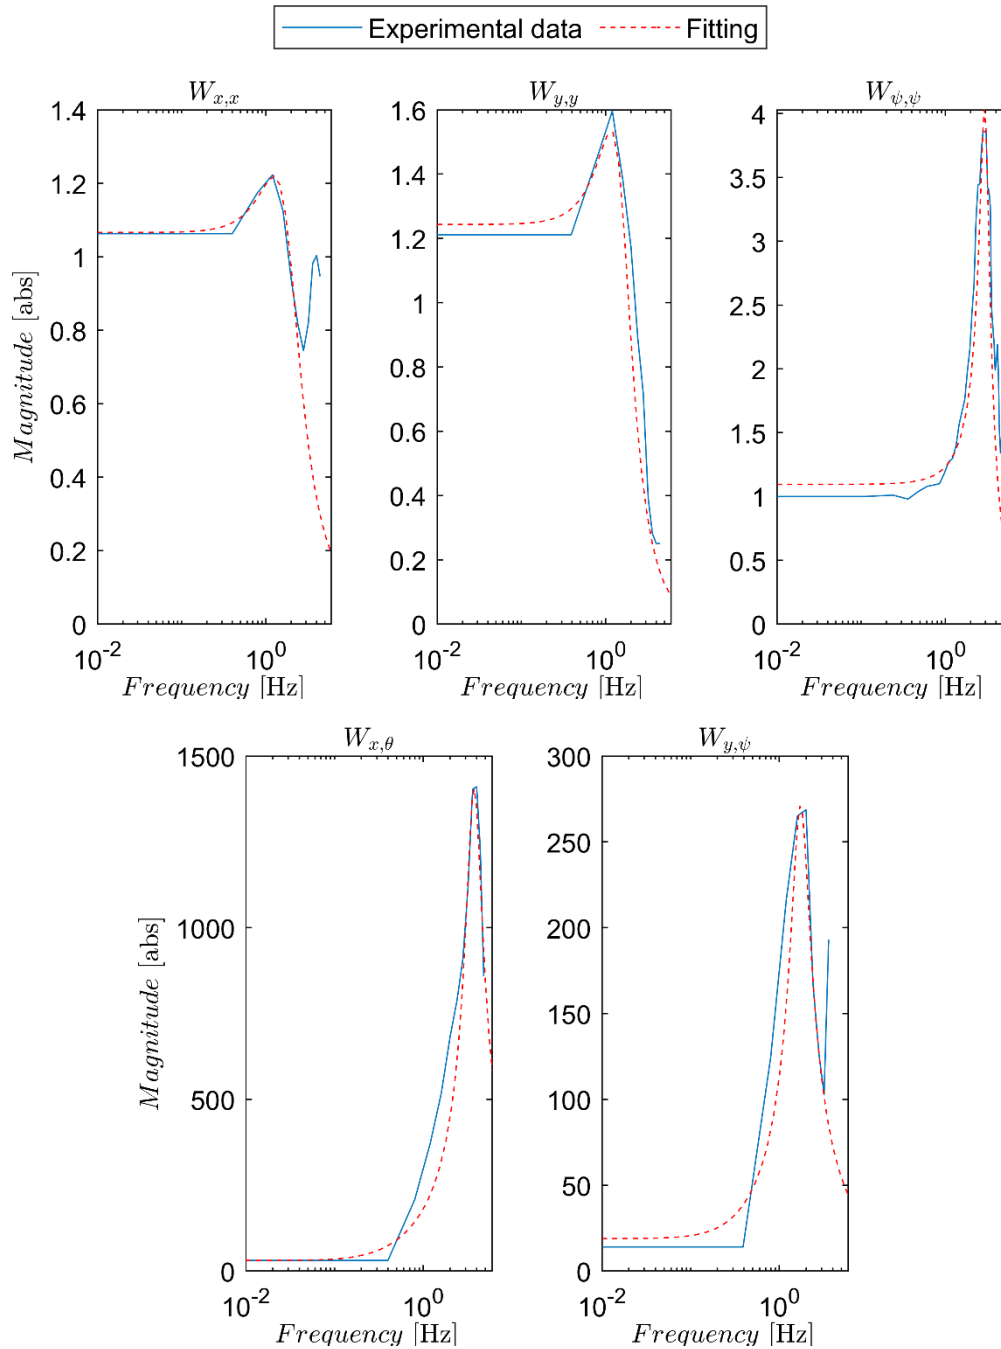 Experimental data Fitting
W_{x,x} W_{y,y} W_{ψ,ψ}
1.4 1.6 4
1.2 1.4 3.5
1 1.2 3
0.8 1 2.5
0.6 0.8 2
0.4 0.6 1.5
0.2 0.4 1
0 0.2 0.5
0 0
Magnitude [abs]
10^{-2} 10^{0} 10^{-2} 10^{0} 10^{-2} 10^{0}
Frequency [Hz] Frequency [Hz] Frequency [Hz]
W_{x,θ} W_{y,ψ}
1500 300
250
1000 200
150
500 100
50
0 0
Magnitude [abs]
10^{-2} 10^{0} 10^{-2} 10^{0}
Frequency [Hz] Frequency [Hz]